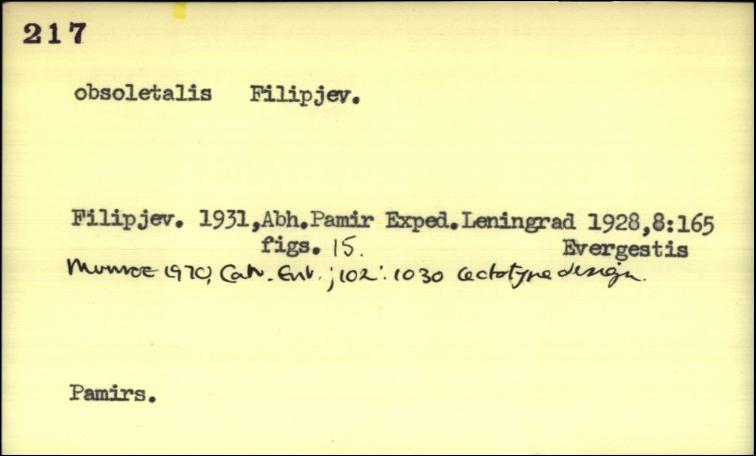 217
obsoletalis Filipjev.
Filipjev. 1931,Abh.Pamir Exped.Leningrad 1928,8:165
figs. 15. Evergestis
Munroe 1970, Can. Ent. ; 102 : 1030 lectotype design.
Pamirs.